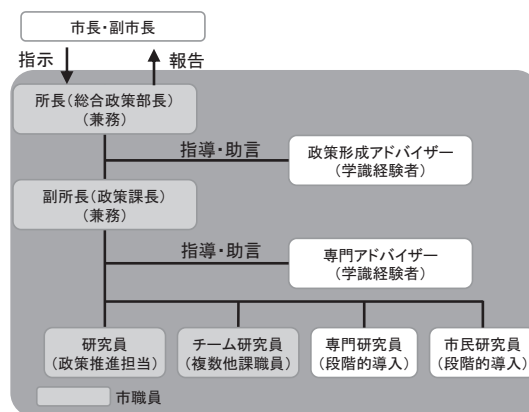 市長・副市長
指示
報告
所長(総合政策部長)
(兼務)
指導・助言
政策形成アドバイザー
(学識経験者)
副所長(政策課長)
(兼務)
指導・助言
専門アドバイザー
(学識経験者)
研究員
(政策推進担当)
チーム研究員
(複数他課職員)
専門研究員
(段階的導入)
市民研究員
(段階的導入)
市職員